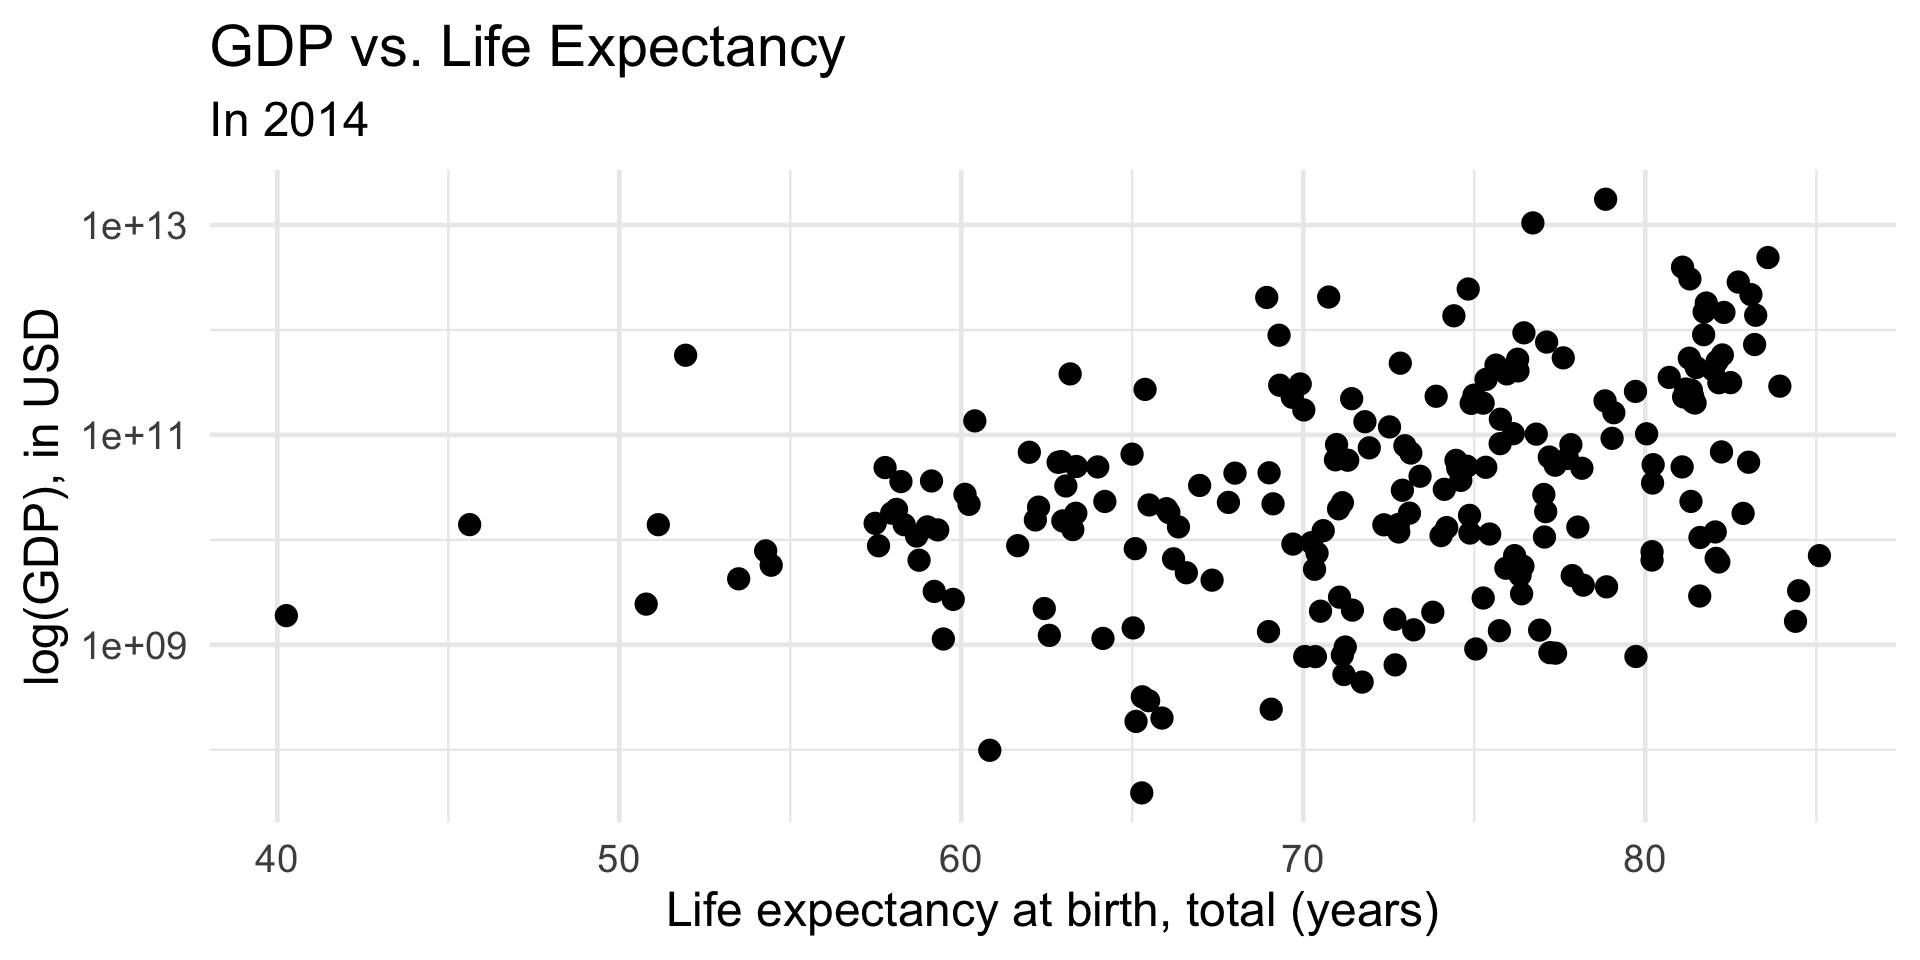 GDP vs. Life Expectancy
In 2014
log(GDP), in USD
1e+13
1e+11
1e+09
40 50 60 70 80
Life expectancy at birth, total (years)